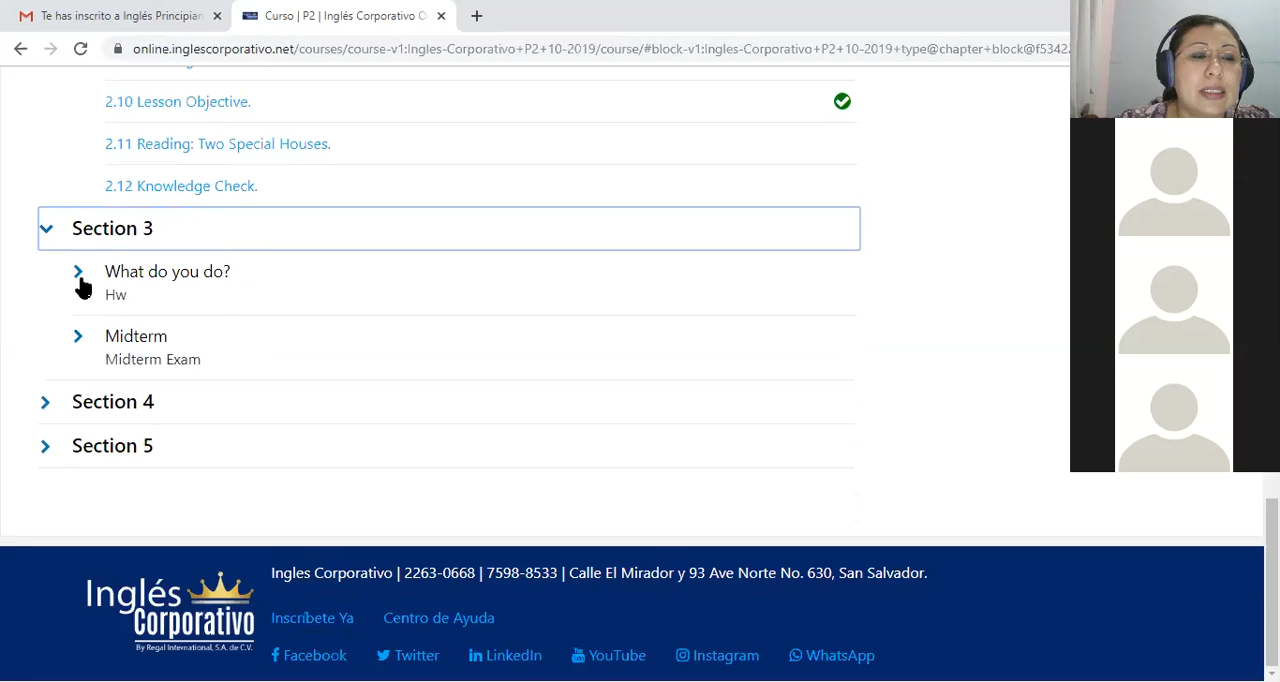 Te has inscrito a Inglés Principian
Curso | P2 | Inglés Corporativo O
online.inglescorporativo.net/courses/course-v1:Ingles-Corporativo+P2+10-2019/course/#block-v1:Ingles-Corporativo+P2+10-2019+type@chapter+block@f5342
2.10 Lesson Objective.
2.11 Reading: Two Special Houses.
2.12 Knowledge Check.
Section 3
What do you do?
Hw
Midterm
Midterm Exam
Section 4
Section 5
Inglés
Corporativo
By Regal International, S.A. de C.V.
Ingles Corporativo | 2263-0668 | 7598-8533 | Calle El Mirador y 93 Ave Norte No. 630, San Salvador.
Inscríbete Ya Centro de Ayuda
Facebook Twitter LinkedIn YouTube Instagram WhatsApp